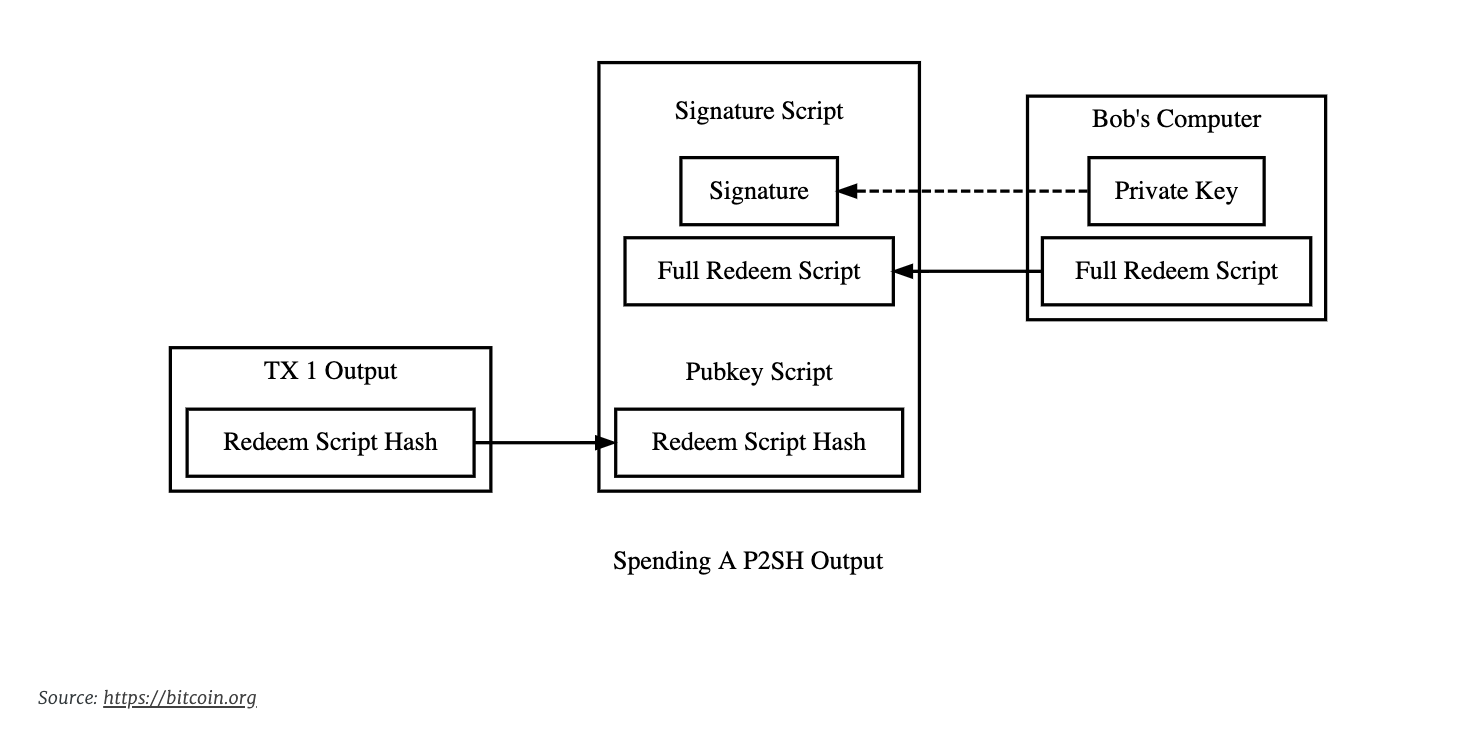 Signature Script
Signature
Full Redeem Script
Pubkey Script
Redeem Script Hash
Bob's Computer
Private Key
Full Redeem Script
TX 1 Output
Redeem Script Hash
Spending A P2SH Output
Source: https://bitcoin.org